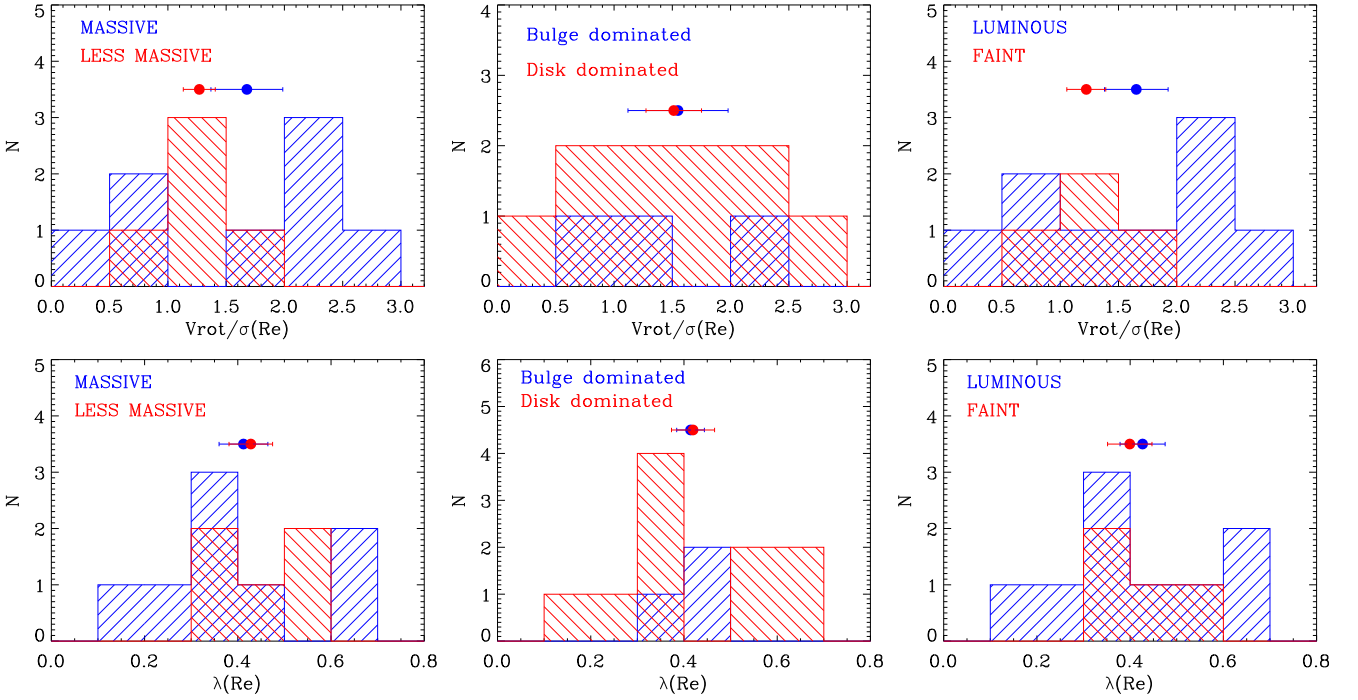 MASSIVE
LESS MASSIVE
N
5
4
3
2
1
0
0.0 0.5 1.0 1.5 2.0 2.5 3.0
Vrot/σ(Re)
Bulge dominated
Disk dominated
N
4
3
2
1
0
0.0 0.5 1.0 1.5 2.0 2.5 3.0
Vrot/σ(Re)
LUMINOUS
FAINT
N
5
4
3
2
1
0
0.0 0.5 1.0 1.5 2.0 2.5 3.0
Vrot/σ(Re)
MASSIVE
LESS MASSIVE
N
5
4
3
2
1
0
0.0 0.2 0.4 0.6 0.8
λ(Re)
Bulge dominated
Disk dominated
N
6
5
4
3
2
1
0
0.0 0.2 0.4 0.6 0.8
λ(Re)
LUMINOUS
FAINT
N
5
4
3
2
1
0
0.0 0.2 0.4 0.6 0.8
λ(Re)